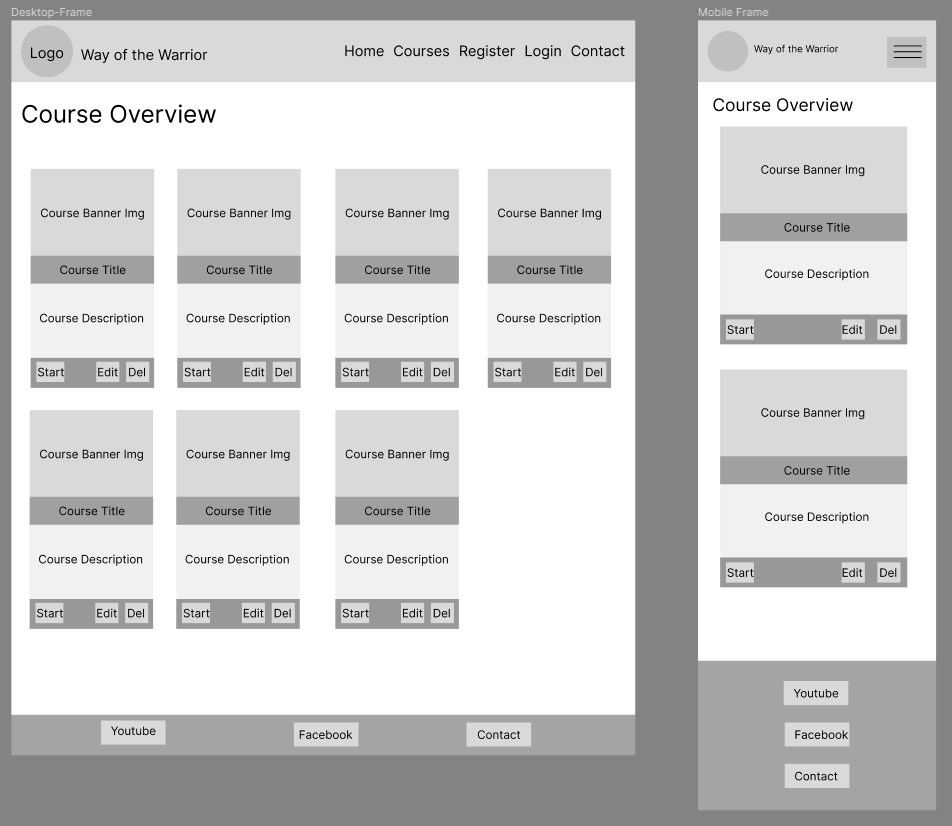 Desktop-Frame
Logo
Way of the Warrior
Home Courses Register Login Contact
Course Overview
Course Banner Img
Course Title
Course Description
Start Edit Del
Course Banner Img
Course Title
Course Description
Start Edit Del
Course Banner Img
Course Title
Course Description
Start Edit Del
Course Banner Img
Course Title
Course Description
Start Edit Del
Course Banner Img
Course Title
Course Description
Start Edit Del
Course Banner Img
Course Title
Course Description
Start Edit Del
Course Banner Img
Course Title
Course Description
Start Edit Del
Youtube
Facebook
Contact
Mobile Frame
Way of the Warrior
Course Overview
Course Banner Img
Course Title
Course Description
Start Edit Del
Course Banner Img
Course Title
Course Description
Start Edit Del
Youtube
Facebook
Contact